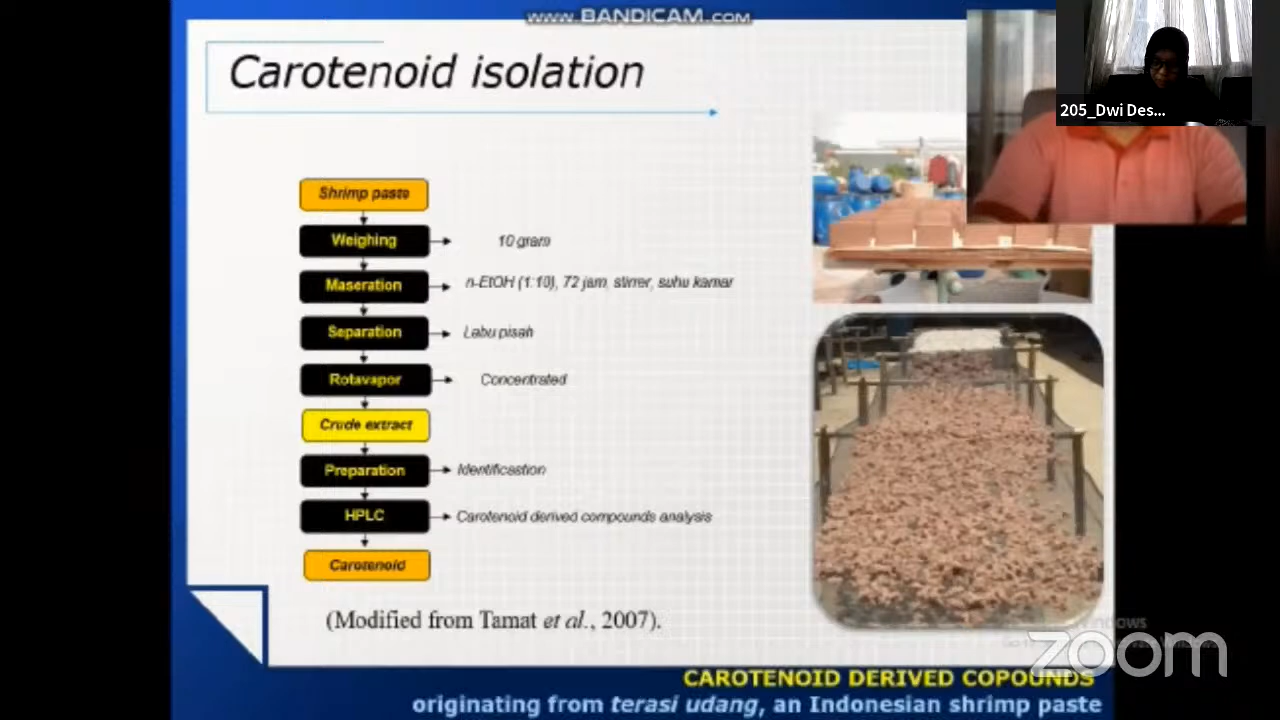 www.BANDICAM.com
Carotenoid isolation
205_Dwi Des...
Shrimp paste
Weighing
10 gram
Maseration
n-EtOH (1:10), 72 jam, stirrer, suhu kamar
Separation
Labu pisah
Rotavapor
Concentrated
Crude extract
Preparation
Identificastion
HPLC
Carotenoid derived compounds analysis
Carotenoid
(Modified from Tamat et al., 2007).
zoom
CAROTENOID DERIVED COPOUNDS
originating from terasi udang, an Indonesian shrimp paste